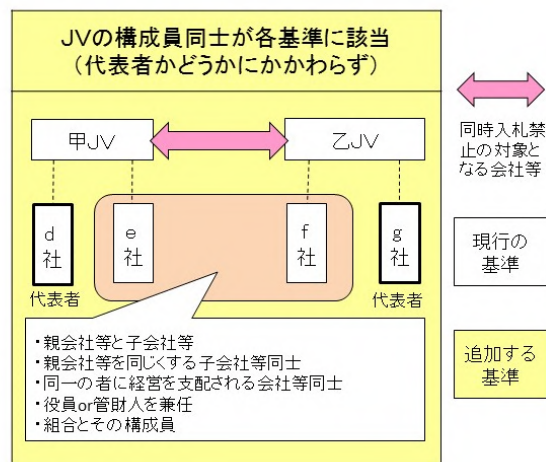 JVの構成員同士が各基準に該当
(代表者かどうかにかかわらず)
甲JV
乙JV
d社
e社
f社
g社
代表者
代表者
・親会社等と子会社等
・親会社等を同じくする子会社等同士
・同一の者に経営を支配される会社等同士
・役員or管財人を兼任
・組合とその構成員
同時入札禁
止の対象と
なる会社等
現行の
基準
追加する
基準